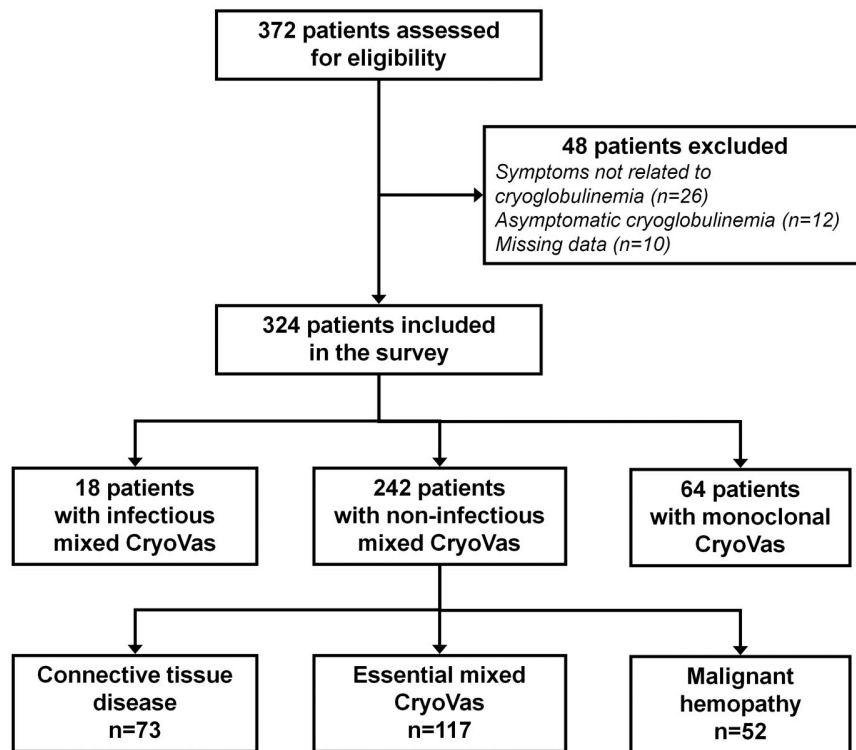 372 patients assessed
for eligibility
48 patients excluded
Symptoms not related to
cryoglobulinemia (n=26)
Asymptomatic cryoglobulinemia (n=12)
Missing data (n=10)
324 patients included
in the survey
18 patients
with infectious
mixed CryoVas
242 patients
with non-infectious
mixed CryoVas
64 patients
with monoclonal
CryoVas
Connective tissue
disease
n=73
Essential mixed
CryoVas
n=117
Malignant
hemopathy
n=52